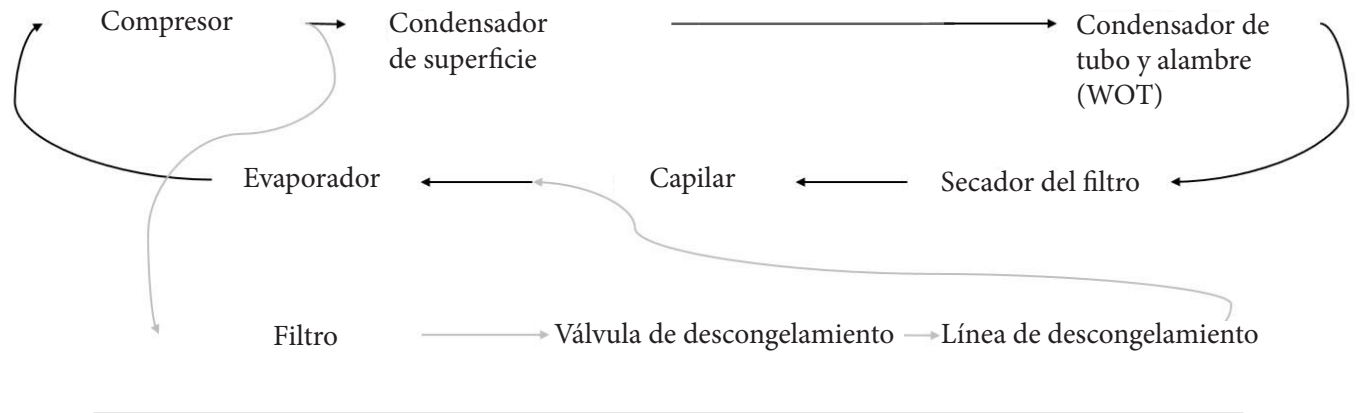 Compresor
Condensador
de superficie
Condensador de
tubo y alambre
(WOT)
Evaporador
Capilar
Secador del filtro
Filtro
Válvula de descongelamiento
Línea de descongelamiento